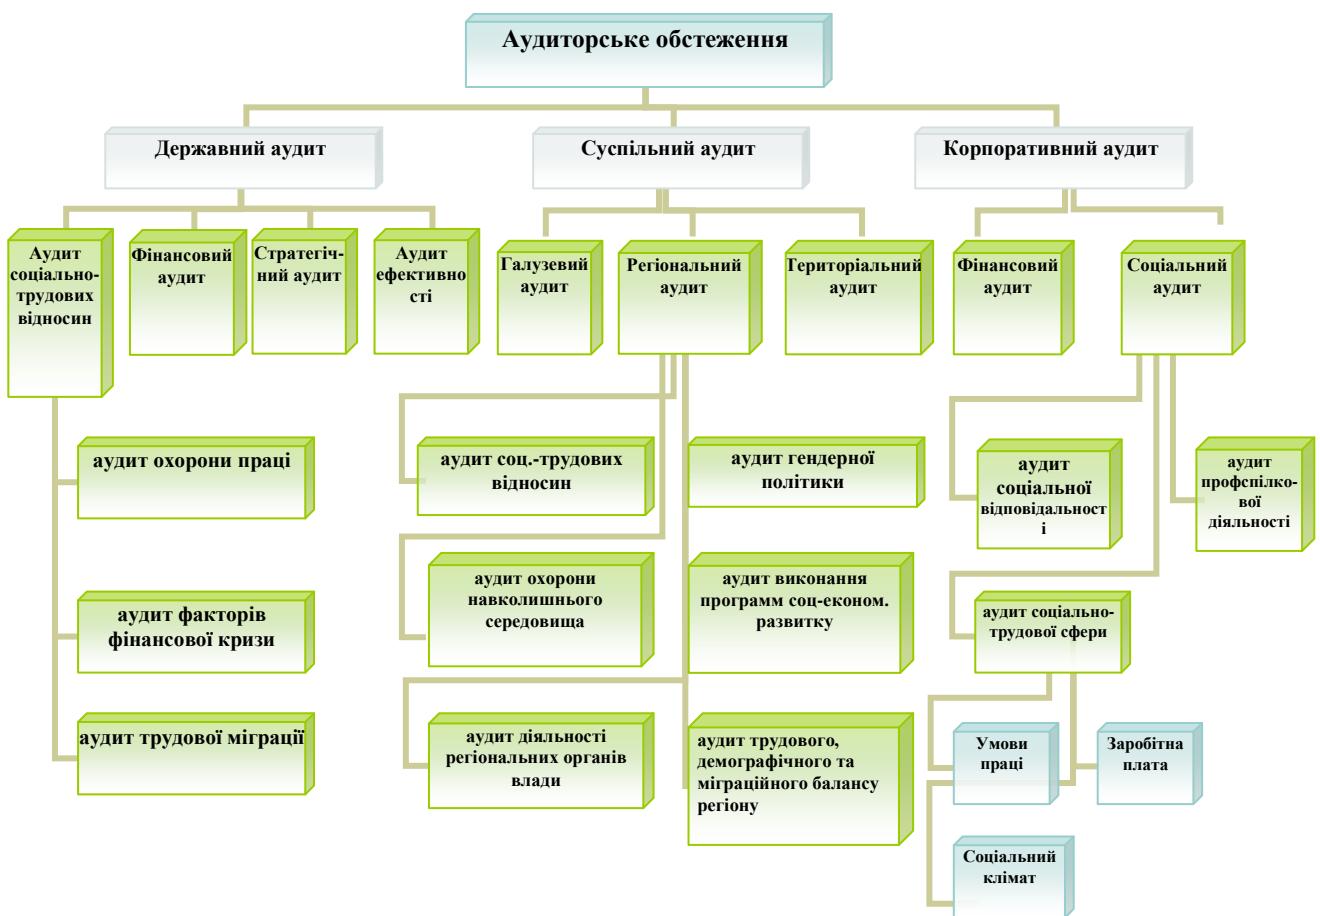 Аудиторське обстеження
Державний аудит
Суспільний аудит
Корпоративний аудит
Аудит
соціально-
трудових
відносин
Фінансовий
аудит
Стратегіч-
ний аудит
Аудит
ефективно
сті
Галузевий
аудит
Регіональний
аудит
Територіальний
аудит
Фінансовий
аудит
Соціальний
аудит
аудит охорони праці
аудит соц.-трудових
відносин
аудит гендерної
політики
аудит
соціальної
відповідальност
і
аудит
профспілко-
вої
діяльності
аудит факторів
фінансової кризи
аудит охорони
навколишнього
середовища
аудит виконання
программ соц-економ.
развитку
аудит соціально-
трудової сфери
аудит трудової міграції
аудит діяльності
регіональних органів
влади
аудит трудового,
демографічного та
міграційного балансу
регіону
Умови
праці
Заробітна
плата
Соціальний
клімат